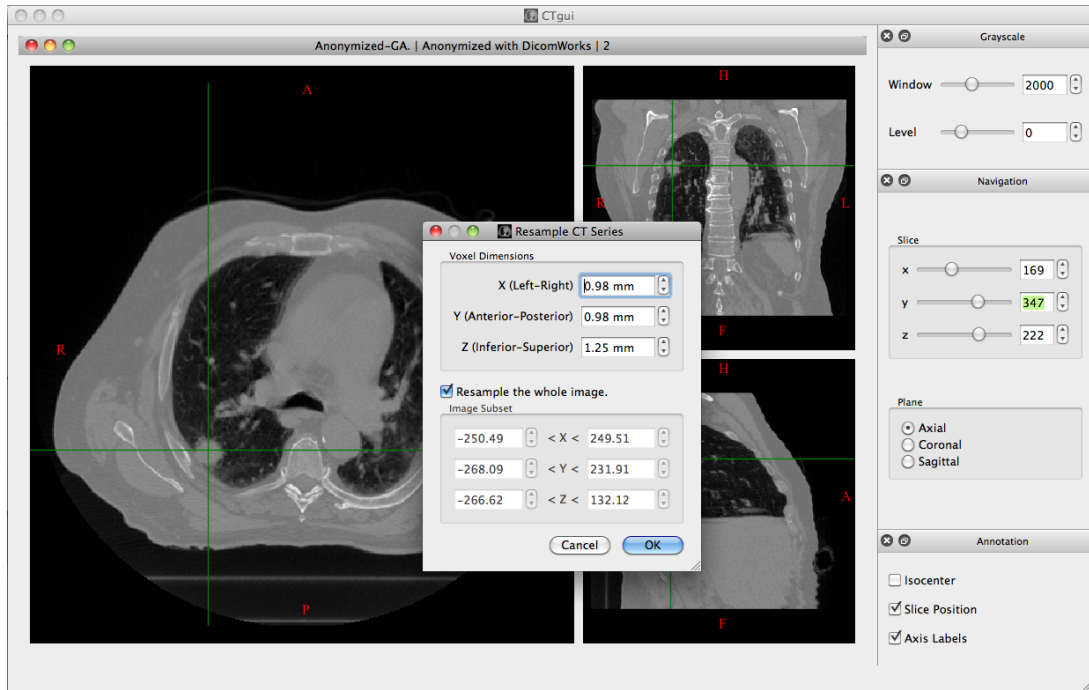 CTgui
Anonymized-GA. | Anonymized with DicomWorks | 2
A
R
P
H
R
L
F
H
A
F
Resample CT Series
Voxel Dimensions
X (Left-Right) 0.98 mm
Y (Anterior-Posterior) 0.98 mm
Z (Inferior-Superior) 1.25 mm
Resample the whole image.
Image Subset
-250.49 < X < 249.51
-268.09 < Y < 231.91
-266.62 < Z < 132.12
Cancel OK
Grayscale
Window 2000
Level 0
Navigation
Slice
x 169
y 347
z 222
Plane
Axial
Coronal
Sagittal
Annotation
Isocenter
Slice Position
Axis Labels